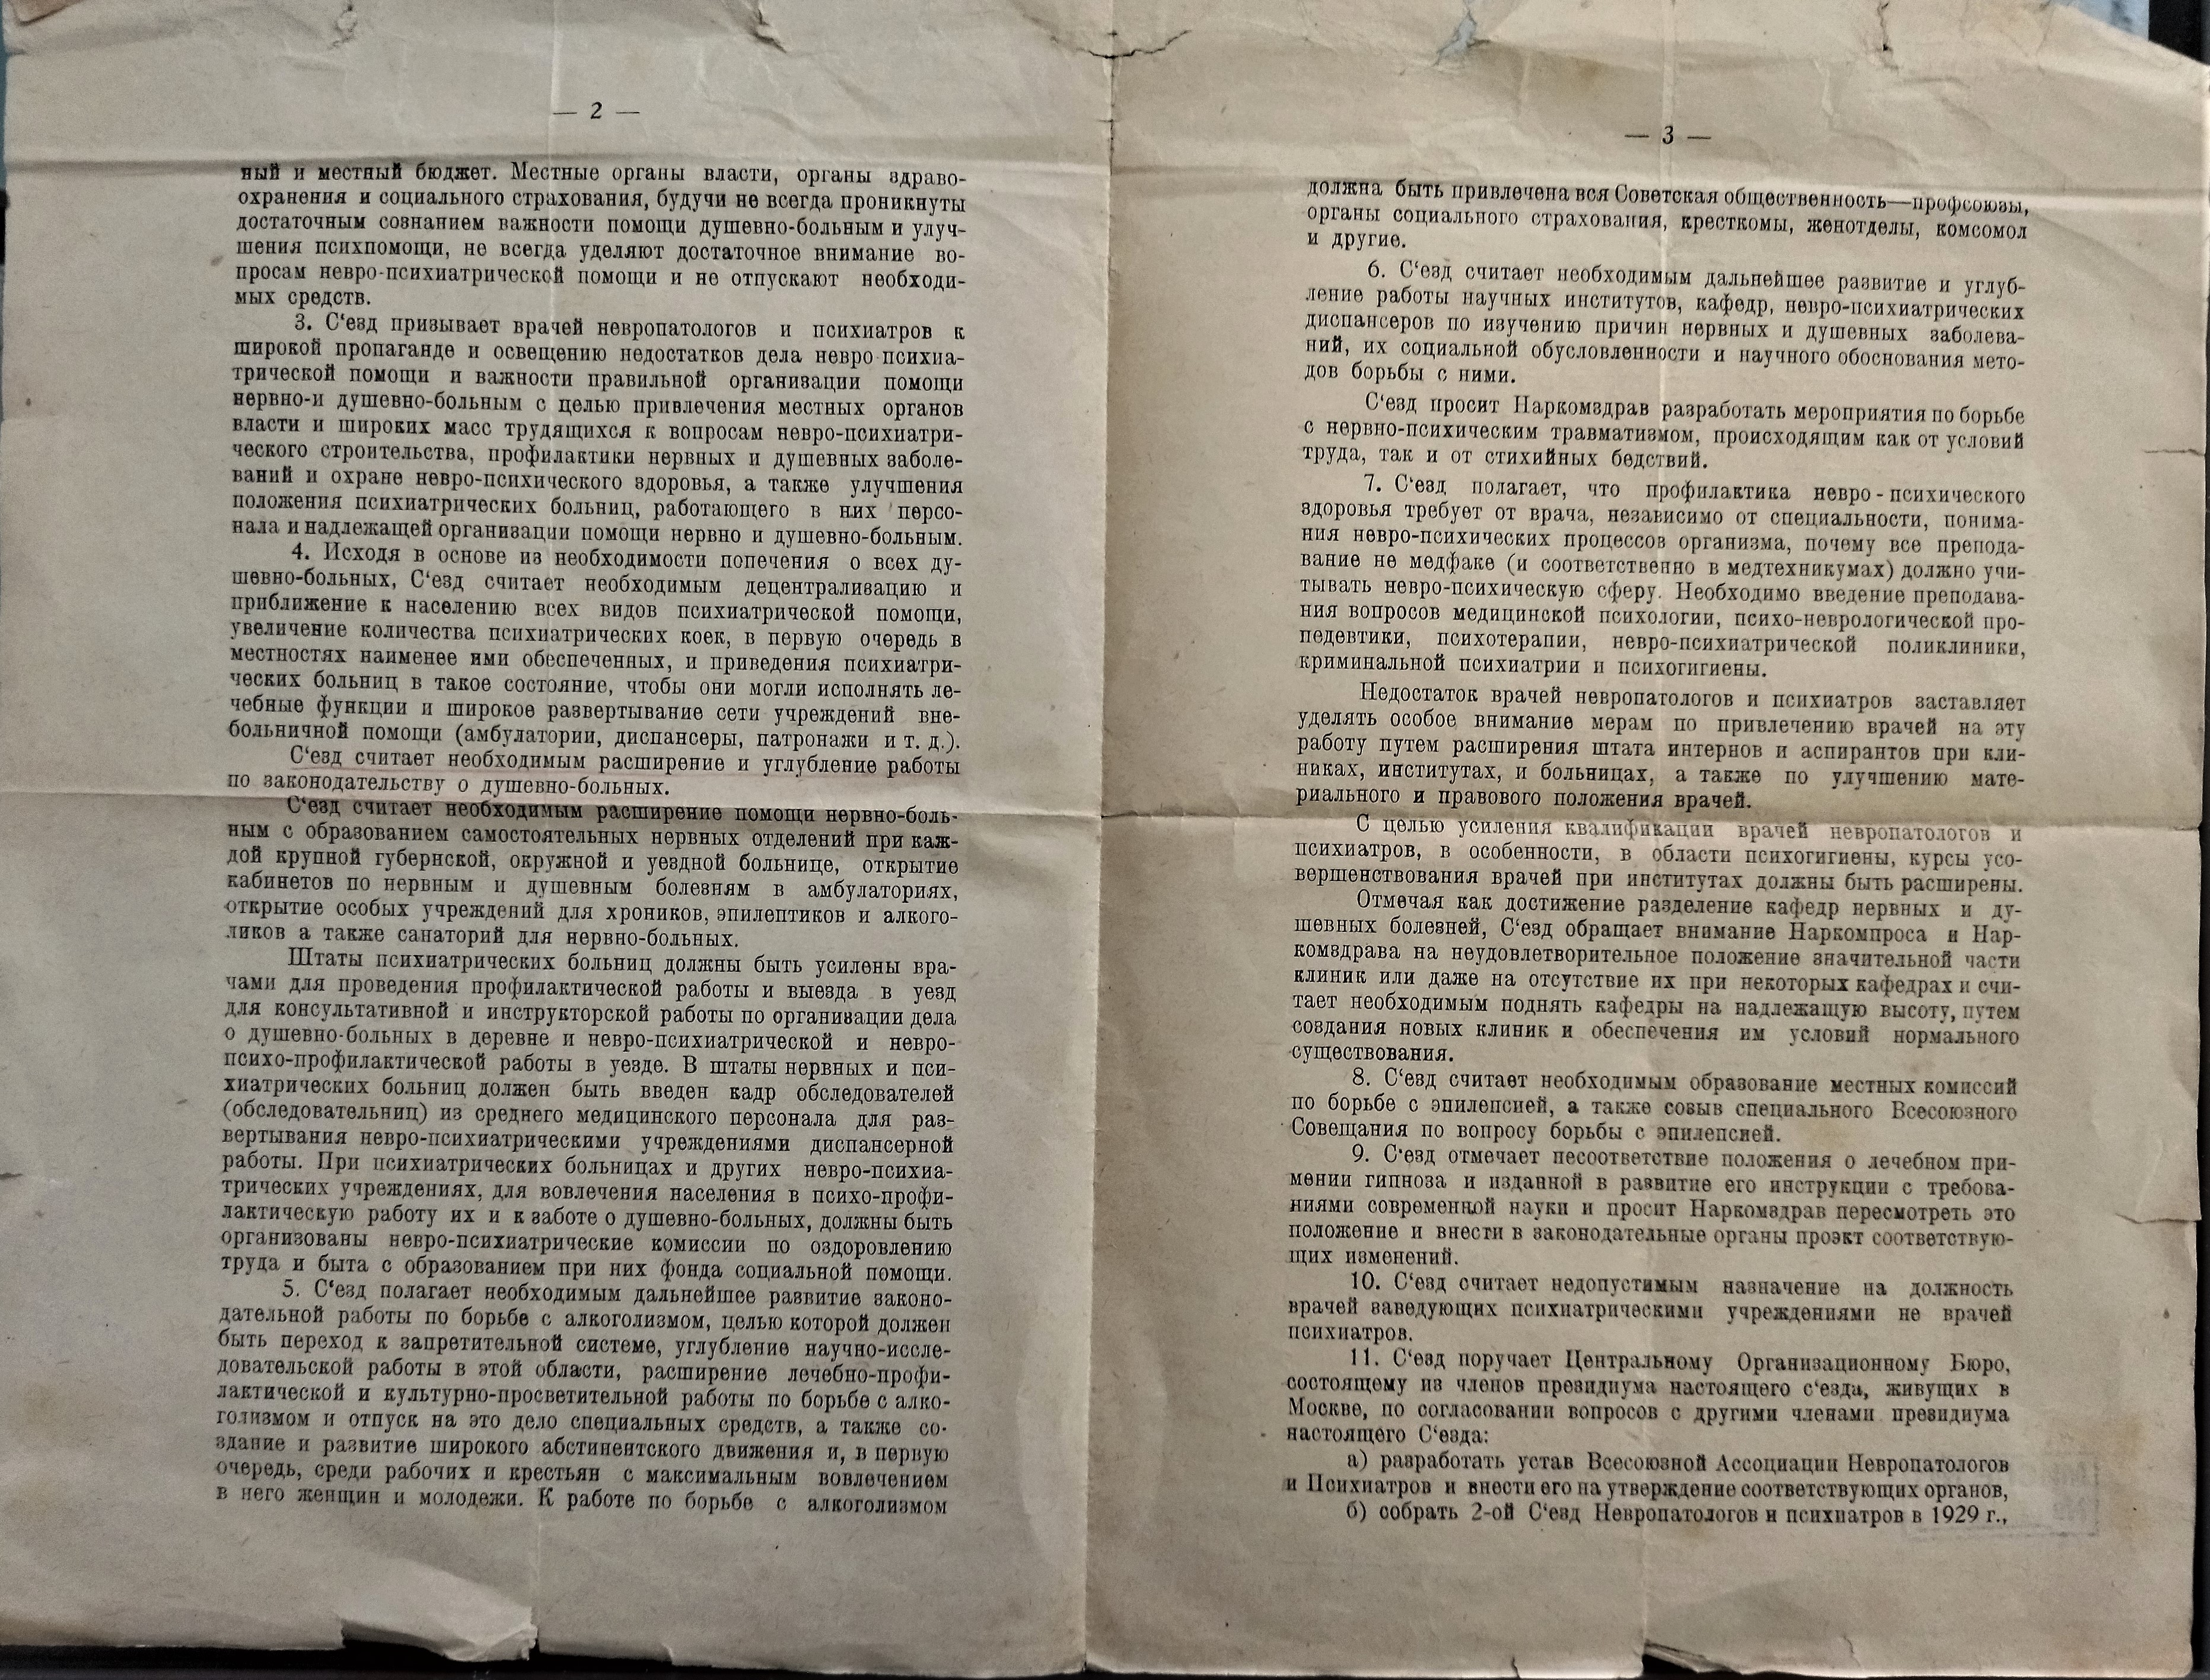 — 2 —
ный и местный бюджет. Местные органы власти, органы здраво-
охранения и социального страхования, будучи не всегда проникнуты
достаточным сознанием важности помощи душевно-больным и улуч-
шения психпомощи, не всегда уделяют достаточное внимание во-
просам невро-психиатрической помощи и не отпускают необходи-
мых средств.
3. С‘езд призывает врачей невропатологов и психиатров к
широкой пропаганде и освещению недостатков дела невро психиа-
трической помощи и важности правильной организации помощи
нервно-и душевно-больным с целью привлечения местных органов
власти и широких масс трудящихся к вопросам невро-психиатри-
ческого строительства, профилактики нервных и душевных заболе-
ваний и охране невро-психического здоровья, а также улучшения
положения психиатрических больниц, работающего в них персо-
нала и надлежащей организации помощи нервно и душевно-больным.
4. Исходя в основе из необходимости попечения о всех ду-
шевно-больных, С‘езд считает необходимым децентрализацию и
приближение к населению всех видов психиатрической помощи,
увеличение количества психиатрических коек, в первую очередь в
местностях наименее ими обеспеченных, и приведения психиатри-
ческих больниц в такое состояние, чтобы они могли исполнять ле-
чебные функции и широкое развертывание сети учреждений вне-
больничной помощи (амбулатории, диспансеры, патронажи и т. д.).
С‘езд считает необходимым расширение и углубление работы
по законодательству о душевно-больных.
С‘езд считает необходимым расширение помощи нервно-боль-
ным с образованием самостоятельных нервных отделений при каж-
дой крупной губернской, окружной и уездной больнице, открытие
кабинетов по нервным и душевным болезням в амбулаториях,
открытие особых учреждений для хроников, эпилептиков и алкого-
ликов а также санаторий для нервно-больных.
Штаты психиатрических больниц должны быть усилены вра-
чами для проведения профилактической работы и выезда в уезд
для консультативной и инструкторской работы по организации дела
о душевно-больных в деревне и невро-психиатрической и невро-
психо-профилактической работы в уезде. В штаты нервных и пси-
хиатрических больниц должен быть введен кадр обследователей
(обследовательниц) из среднего медицинского персонала для раз-
вертывания невро-психиатрическими учреждениями диспансерной
работы. При психиатрических больницах и других невро-психиа-
трических учреждениях, для вовлечения населения в психо-профи-
лактическую работу их и к заботе о душевно-больных, должны быть
организованы невро-психиатрические комиссии по оздоровлению
труда и быта с образованием при них фонда социальной помощи.
5. С‘езд полагает необходимым дальнейшее развитие законо-
дательной работы по борьбе с алкоголизмом, целью которой должен
быть переход к запретительной системе, углубление научно-иссле-
довательской работы в этой области, расширение лечебно-профи-
лактической и культурно-просветительной работы по борьбе с алко-
голизмом и отпуск на это дело специальных средств, а также со-
здание и развитие широкого абстинентского движения и, в первую
очередь, среди рабочих и крестьян с максимальным вовлечением
в него женщин и молодежи. К работе по борьбе с алкоголизмом
— 3 —
должна быть привлечена вся Советская общественность—профсоюзы,
органы социального страхования, кресткомы, женотделы, комсомол
и другие.
6. С‘езд считает необходимым дальнейшее развитие и углуб-
ление работы научных институтов, кафедр, невро-психиатрических
диспансеров по изучению причин нервных и душевных заболева-
ний, их социальной обусловленности и научного обоснования мето-
дов борьбы с ними.
С‘езд просит Наркомздрав разработать мероприятия по борьбе
с нервно-психическим травматизмом, происходящим как от условий
труда, так и от стихийных бедствий.
7. С‘езд полагает, что профилактика невро-психического
здоровья требует от врача, независимо от специальности, понима-
ния невро-психических процессов организма, почему все препода-
вание не медфаке (и соответственно в медтехникумах) должно учи-
тывать невро-психическую сферу. Необходимо введение преподава-
ния вопросов медицинской психологии, психо-неврологической про-
педевтики, психотерапии, невро-психиатрической поликлиники,
криминальной психиатрии и психогигиены.
Недостаток врачей невропатологов и психиатров заставляет
уделять особое внимание мерам по привлечению врачей на эту
работу путем расширения штата интернов и аспирантов при кли-
никах, институтах, и больницах, а также по улучшению мате-
риального и правового положения врачей.
С целью усиления квалификации врачей невропатологов и
психиатров, в особенности, в области психогигиены, курсы усо-
вершенствования врачей при институтах должны быть расширены.
Отмечая как достижение разделение кафедр нервных и ду-
шевных болезней, С‘езд обращает внимание Наркомпроса и Нар-
комздрава на неудовлетворительное положение значительной части
клиник или даже на отсутствие их при некоторых кафедрах и счи-
тает необходимым поднять кафедры на надлежащую высоту, путем
создания новых клиник и обеспечения им условий нормального
существования.
8. С‘езд считает необходимым образование местных комиссий
по борьбе с эпилепсией, а также созыв специального Всесоюзного
Совещания по вопросу борьбы с эпилепсией.
9. С‘езд отмечает несоответствие положения о лечебном при-
мении гипноза и изданной в развитие его инструкции с требова-
ниями современной науки и просит Наркомздрав пересмотреть это
положение и внести в законодательные органы проэкт соответствую-
щих изменений.
10. С‘езд считает недопустимым назначение на должность
врачей заведующих психиатрическими учреждениями не врачей
психиатров.
11. С‘езд поручает Центральному Организационному Бюро,
состоящему из членов президиума настоящего с‘езда, живущих в
Москве, по согласовании вопросов с другими членами президиума
настоящего С‘езда:
а) разработать устав Всесоюзной Ассоциации Невропатологов
и Психиатров и внести его на утверждение соответствующих органов,
б) собрать 2-ой С‘езд Невропатологов и психиатров в 1929 г.,